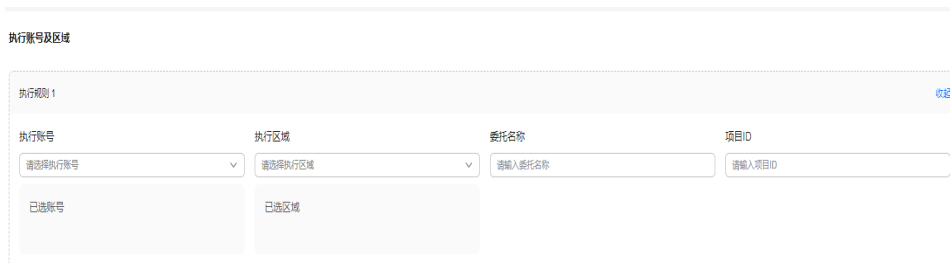 执行账号及区域
执行规则 1 收起
执行账号 执行区域 委托名称 项目ID
请选择执行账号 请选择执行区域 请输入委托名称 请输入项目ID
已选账号 已选区域